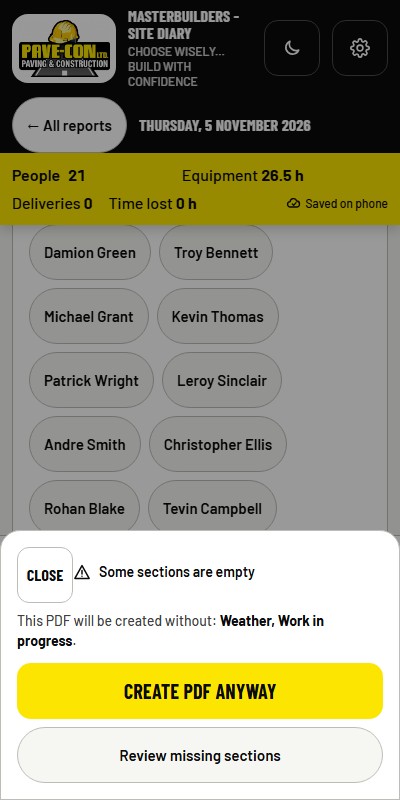 PAVE-CON LTD.
PAVING & CONSTRUCTION
MASTERBUILDERS -
SITE DIARY
CHOOSE WISELY...
BUILD WITH
CONFIDENCE
← All reports
THURSDAY, 5 NOVEMBER 2026
People 21
Equipment 26.5 h
Deliveries 0
Time lost 0 h
Saved on phone
Damion Green
Troy Bennett
Michael Grant
Kevin Thomas
Patrick Wright
Leroy Sinclair
Andre Smith
Christopher Ellis
Rohan Blake
Tevin Campbell
CLOSE
Some sections are empty
This PDF will be created without: Weather, Work in
progress.
CREATE PDF ANYWAY
Review missing sections